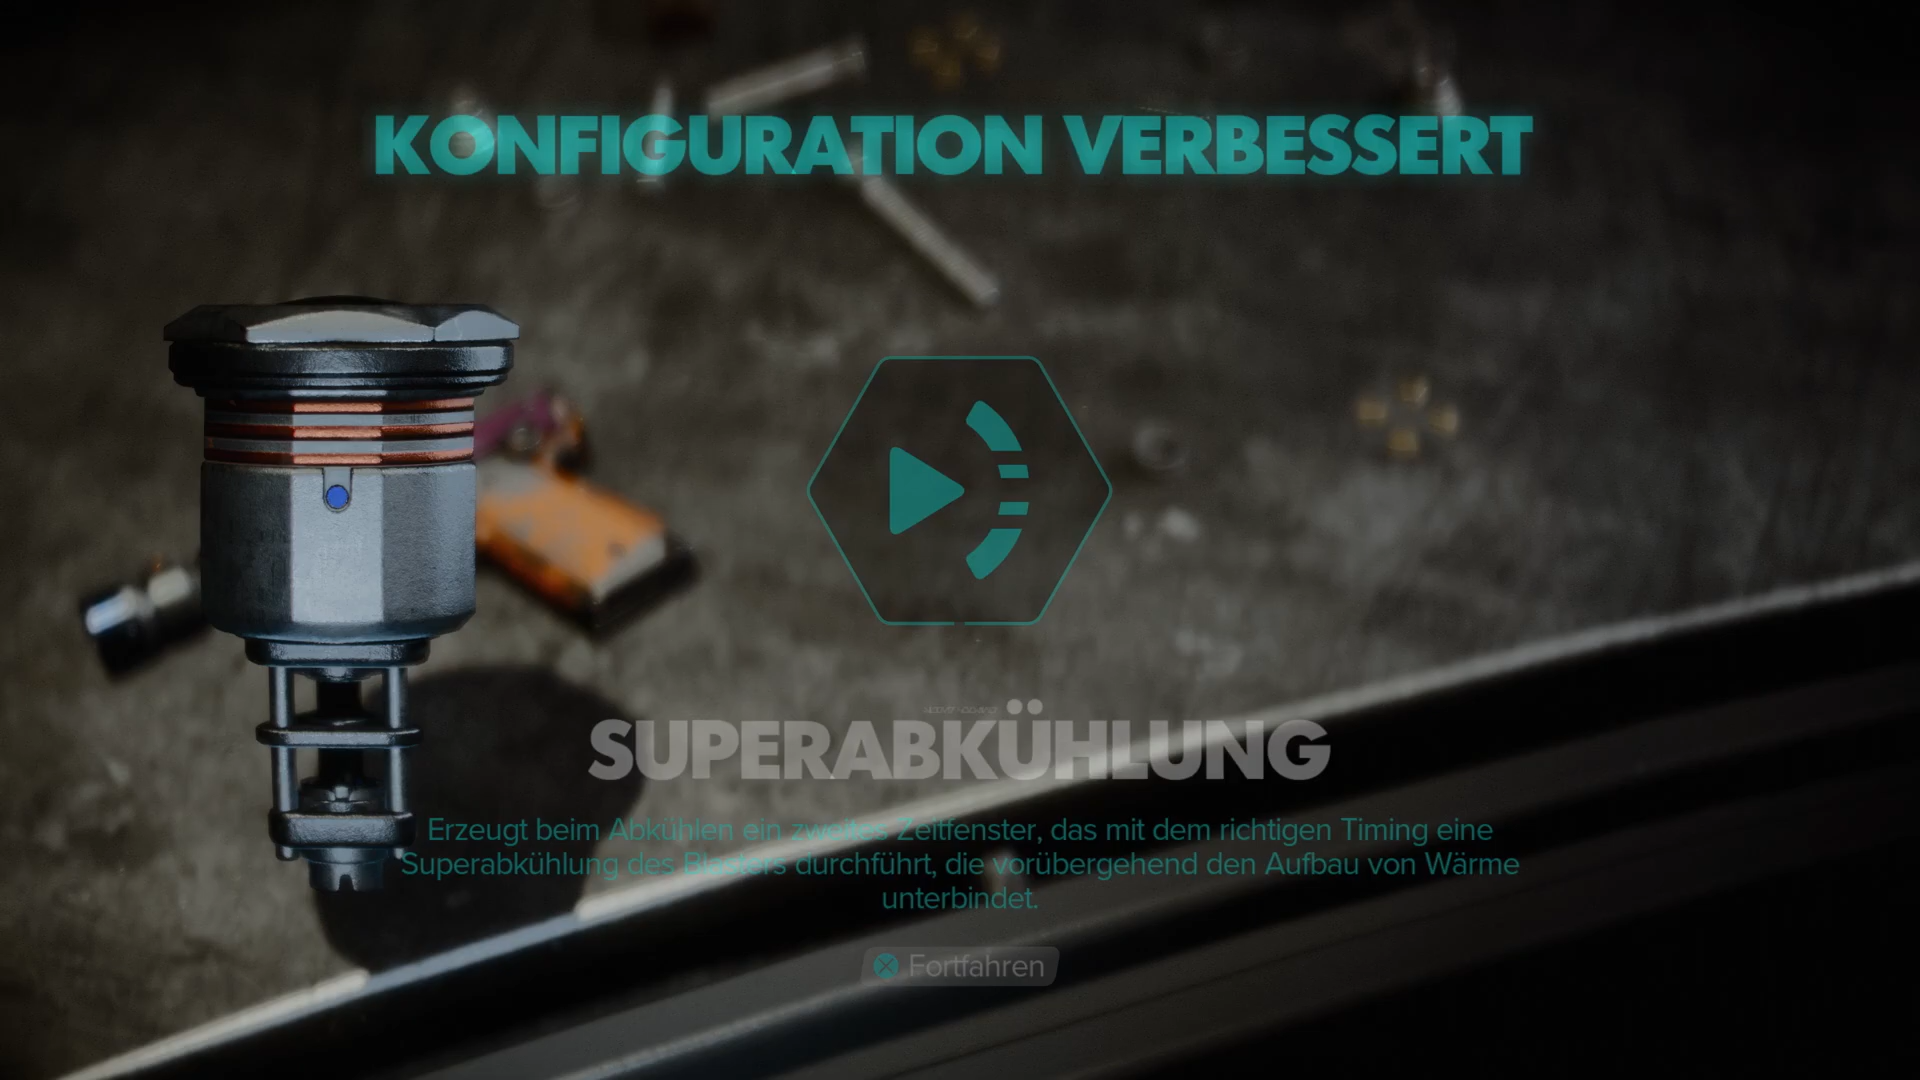 KONFIGURATION VERBESSERT
SUPERABKÜHLUNG
Erzeugt beim Abkühlen ein zweites Zeitfenster, das mit dem richtigen Timing eine
Superabkühlung des Blasters durchführt, die vorübergehend den Aufbau von Wärme
unterbindet.
Fortfahren